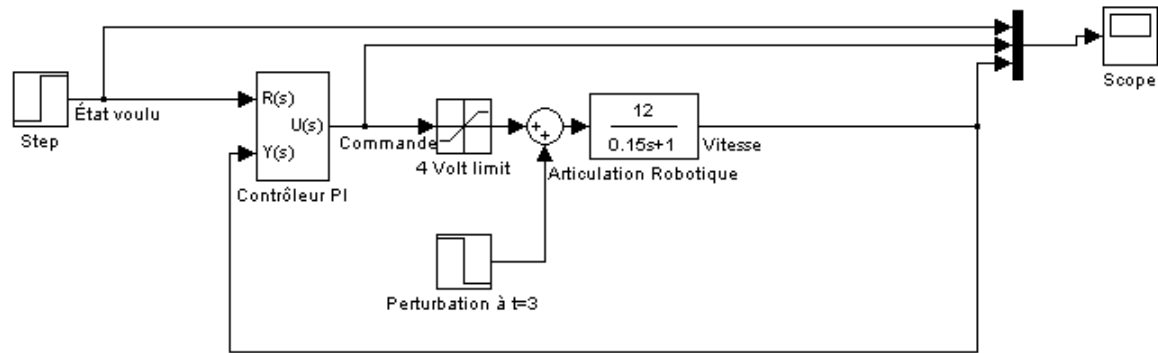 Step
État voulu
R(s)
U(s)
Y(s)
Contrôleur PI
Commande
4 Volt limit
+
+
12
0.15s+1
Articulation Robotique
Vitesse
Perturbation à t=3
Scope